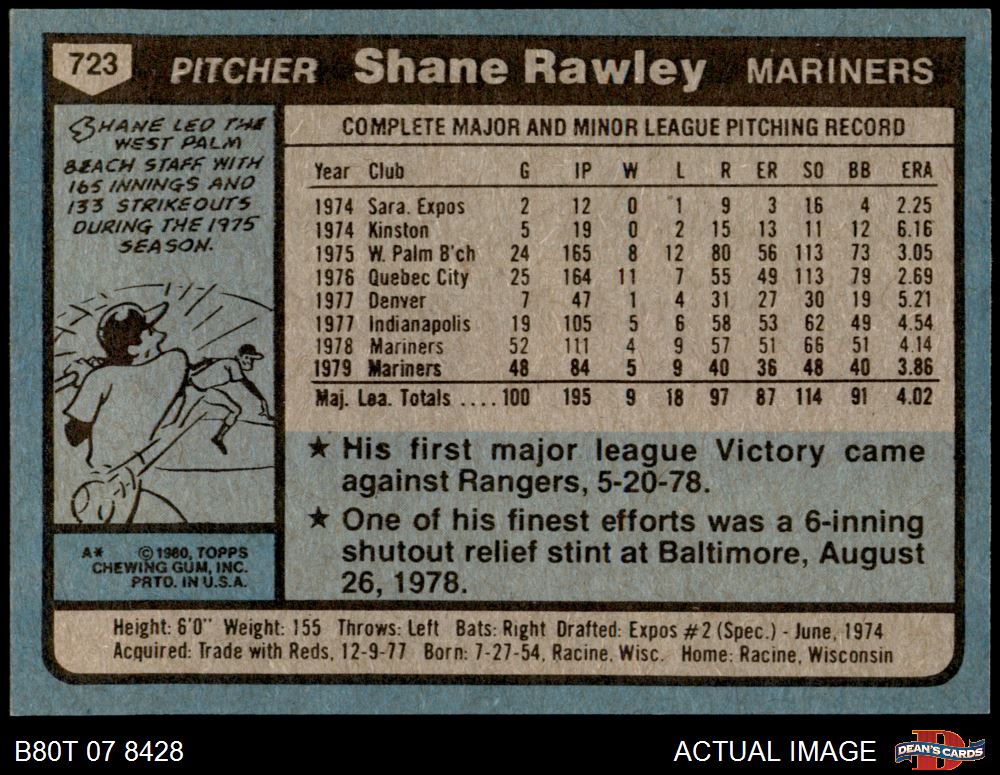 723 PITCHER Shane Rawley MARINERS
SHANE LED THE
WEST PALM
BEACH STAFF WITH
165 INNINGS AND
133 STRIKEOUTS
DURING THE 1975
SEASON.
A* © 1980, TOPPS
CHEWING GUM, INC.
PRTD. IN U.S.A.
COMPLETE MAJOR AND MINOR LEAGUE PITCHING RECORD
Year Club G IP W L R ER SO BB ERA
1974 Sara. Expos 2 12 0 1 9 3 16 4 2.25
1974 Kinston 5 19 0 2 15 13 11 12 6.16
1975 W. Palm B'ch 24 165 8 12 80 56 113 73 3.05
1976 Quebec City 25 164 11 7 55 49 113 79 2.69
1977 Denver 7 47 1 4 31 27 30 19 5.21
1977 Indianapolis 19 105 5 6 58 53 62 49 4.54
1978 Mariners 52 111 4 9 57 51 66 51 4.14
1979 Mariners 48 84 5 9 40 36 48 40 3.86
Maj. Lea. Totals .... 100 195 9 18 97 87 114 91 4.02
★ His first major league Victory came
against Rangers, 5-20-78.
★ One of his finest efforts was a 6-inning
shutout relief stint at Baltimore, August
26, 1978.
Height: 6'0" Weight: 155 Throws: Left Bats: Right Drafted: Expos #2 (Spec.) - June, 1974
Acquired: Trade with Reds, 12-9-77 Born: 7-27-54, Racine, Wisc. Home: Racine, Wisconsin
B80T 07 8428
ACTUAL IMAGE
D
DEAN'S CARDS